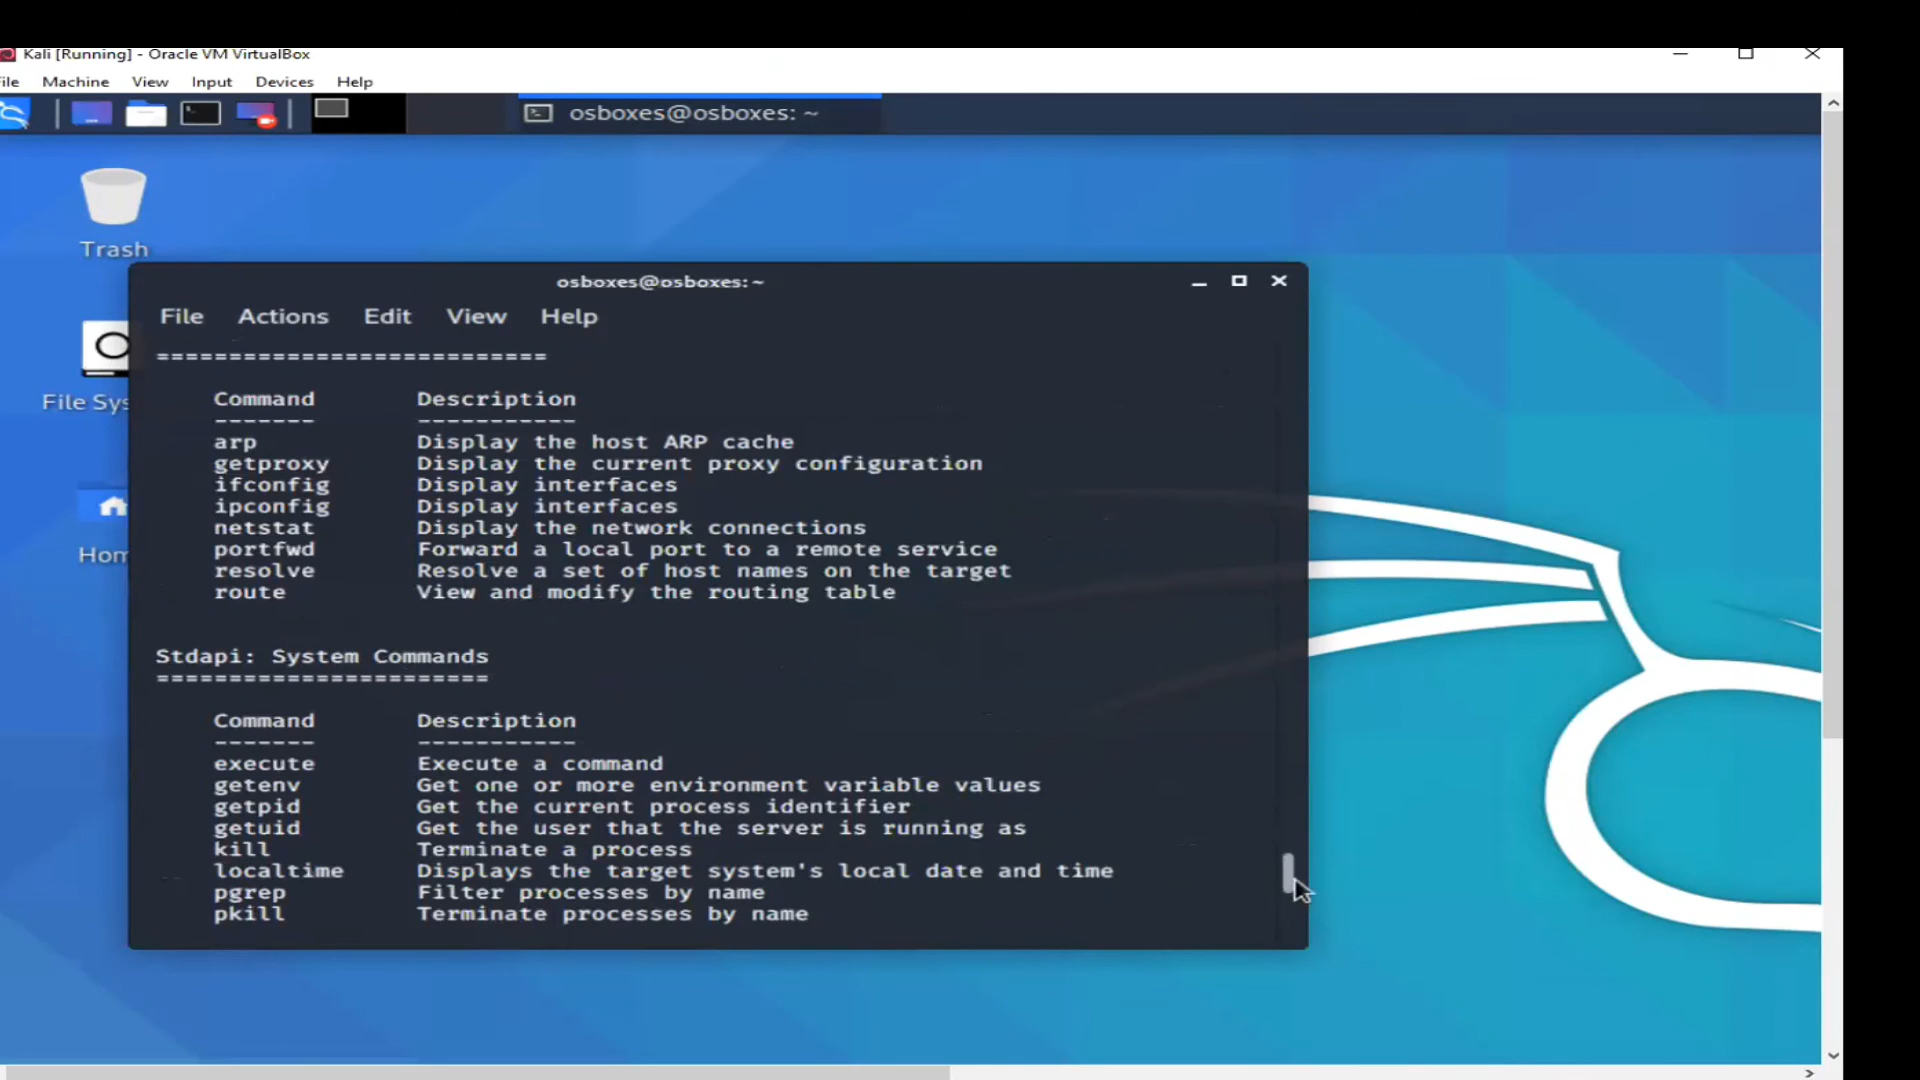 Kali [Running] - Oracle VM VirtualBox
ile Machine View Input Devices Help
osboxes@osboxes: ~
Trash
File Sys
Hom
osboxes@osboxes:~
File Actions Edit View Help
===========================
Command Description
------- -----------
arp Display the host ARP cache
getproxy Display the current proxy configuration
ifconfig Display interfaces
ipconfig Display interfaces
netstat Display the network connections
portfwd Forward a local port to a remote service
resolve Resolve a set of host names on the target
route View and modify the routing table
Stdapi: System Commands
=======================
Command Description
------- -----------
execute Execute a command
getenv Get one or more environment variable values
getpid Get the current process identifier
getuid Get the user that the server is running as
kill Terminate a process
localtime Displays the target system's local date and time
pgrep Filter processes by name
pkill Terminate processes by name